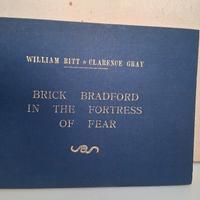 WILLIAM RITT & CLARENCE GRAY
BRICK BRADFORD
IN THE FORTRESS
OF FEAR